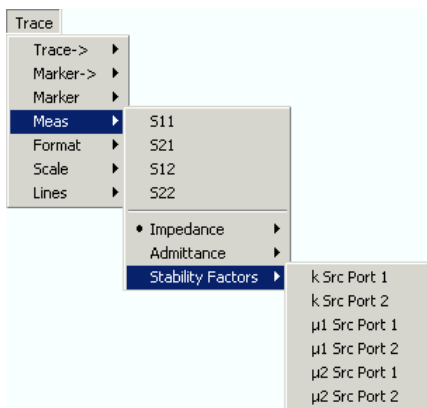 Trace
Trace->
Marker->
Marker
Meas
Format
Scale
Lines
S11
S21
S12
S22
• Impedance
Admittance
Stability Factors
k Src Port 1
k Src Port 2
µ1 Src Port 1
µ1 Src Port 2
µ2 Src Port 1
µ2 Src Port 2